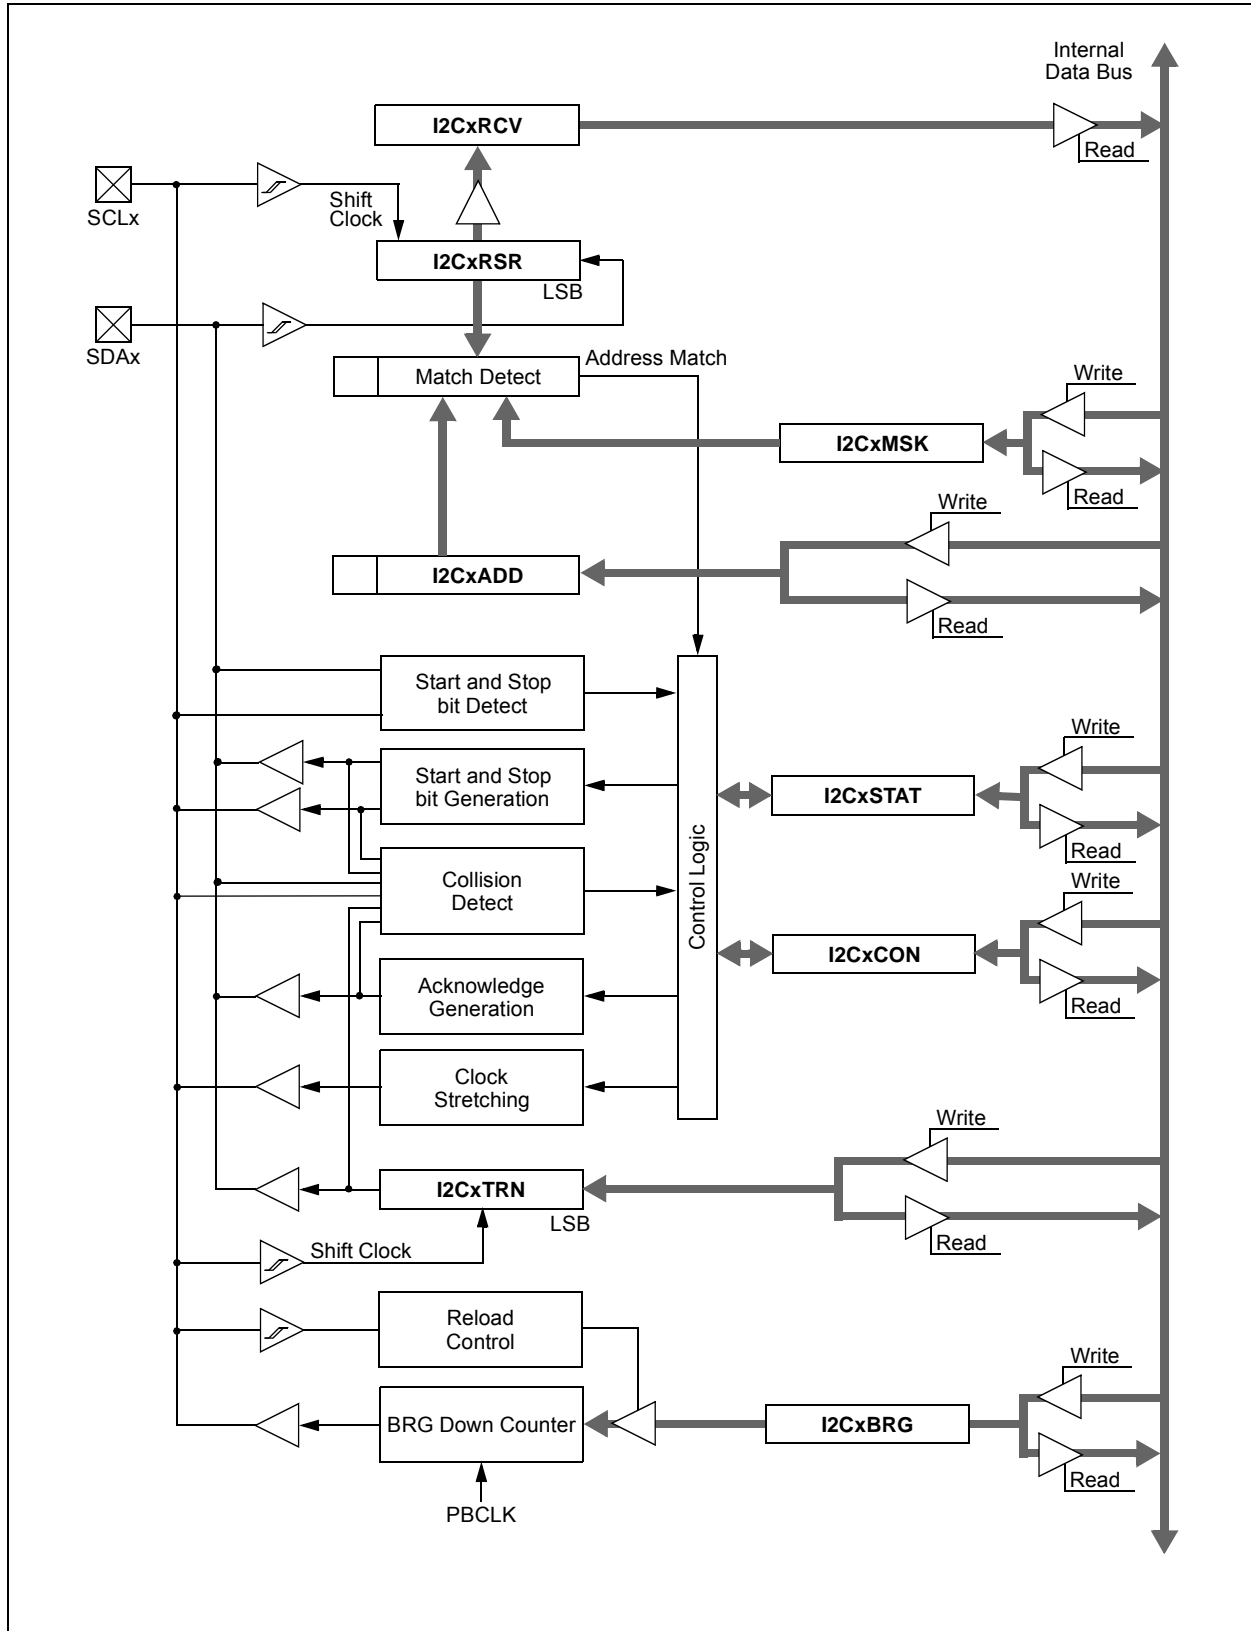 Internal
Data Bus
I2CxRCV
Read
SCLx
Shift
Clock
I2CxRSR
LSB
SDAx
Address Match
Match Detect
Write
I2CxMSK
Read
Write
I2CxADD
Read
Start and Stop
bit Detect
Write
Start and Stop
bit Generation
I2CxSTAT
Read
Control Logic
Collision
Detect
Write
I2CxCON
Read
Acknowledge
Generation
Clock
Stretching
Write
I2CxTRN
LSB
Read
Shift Clock
Reload
Control
Write
BRG Down Counter
I2CxBRG
Read
PBCLK